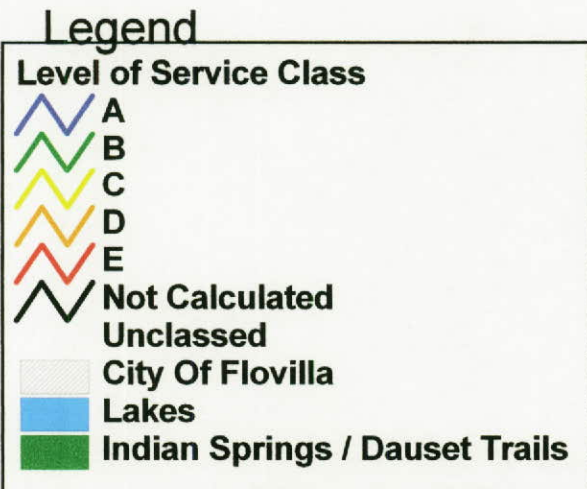 Legend
Level of Service Class
A
B
C
D
E
Not Calculated
Unclassed
City Of Flovilla
Lakes
Indian Springs / Dauset Trails